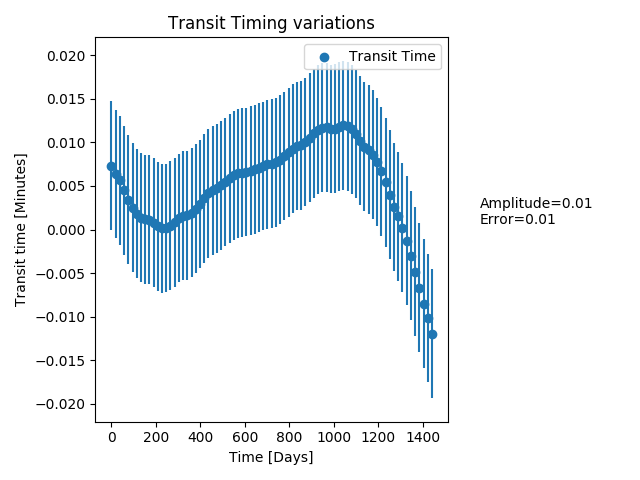 Transit Timing variations
Transit Time
0.020
0.015
0.010
0.005
0.000
−0.005
−0.010
−0.015
−0.020
Transit time [Minutes]
Amplitude=0.01
Error=0.01
0 200 400 600 800 1000 1200 1400
Time [Days]